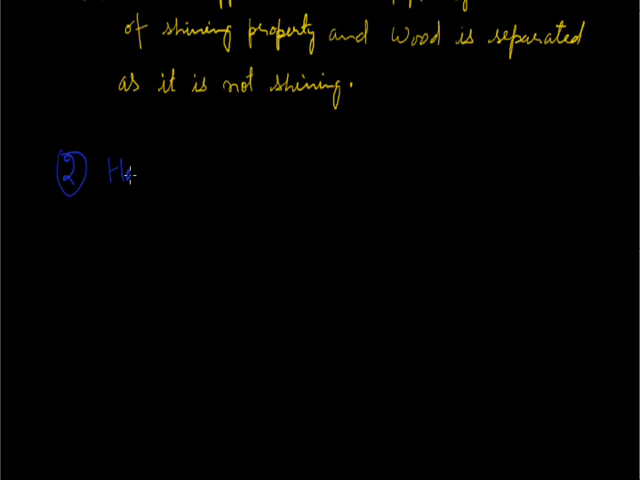 of shining property and wood is separated
as it is not shining.
2